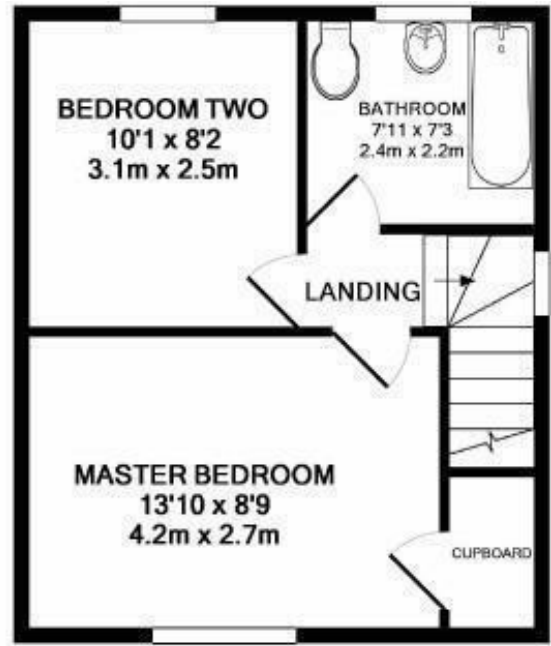 BEDROOM TWO
10'1 x 8'2
3.1m x 2.5m
BATHROOM
7'11 x 7'3
2.4m x 2.2m
LANDING
MASTER BEDROOM
13'10 x 8'9
4.2m x 2.7m
CUPBOARD